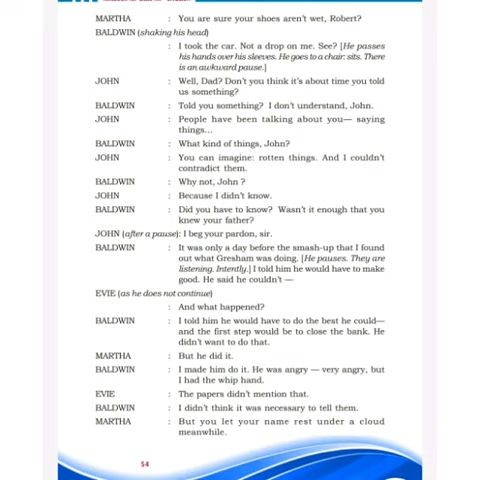 MARTHA : You are sure your shoes aren't wet, Robert?
BALDWIN (shaking his head)
: I took the car. Not a drop on me. See? [He passes
his hands over his sleeves. He goes to a chair: sits. There
is an awkward pause.]
JOHN : Well, Dad? Don't you think it's about time you told
us something?
BALDWIN : Told you something? I don't understand, John.
JOHN : People have been talking about you— saying
things...
BALDWIN : What kind of things, John?
JOHN : You can imagine: rotten things. And I couldn't
contradict them.
BALDWIN : Why not, John ?
JOHN : Because I didn't know.
BALDWIN : Did you have to know? Wasn't it enough that you
knew your father?
JOHN (after a pause): I beg your pardon, sir.
BALDWIN : It was only a day before the smash-up that I found
out what Gresham was doing. [He pauses. They are
listening. Intently.] I told him he would have to make
good. He said he couldn't —
EVIE (as he does not continue)
: And what happened?
BALDWIN : I told him he would have to do the best he could—
and the first step would be to close the bank. He
didn't want to do that.
MARTHA : But he did it.
BALDWIN : I made him do it. He was angry — very angry, but
I had the whip hand.
EVIE : The papers didn't mention that.
BALDWIN : I didn't think it was necessary to tell them.
MARTHA : But you let your name rest under a cloud
meanwhile.
54